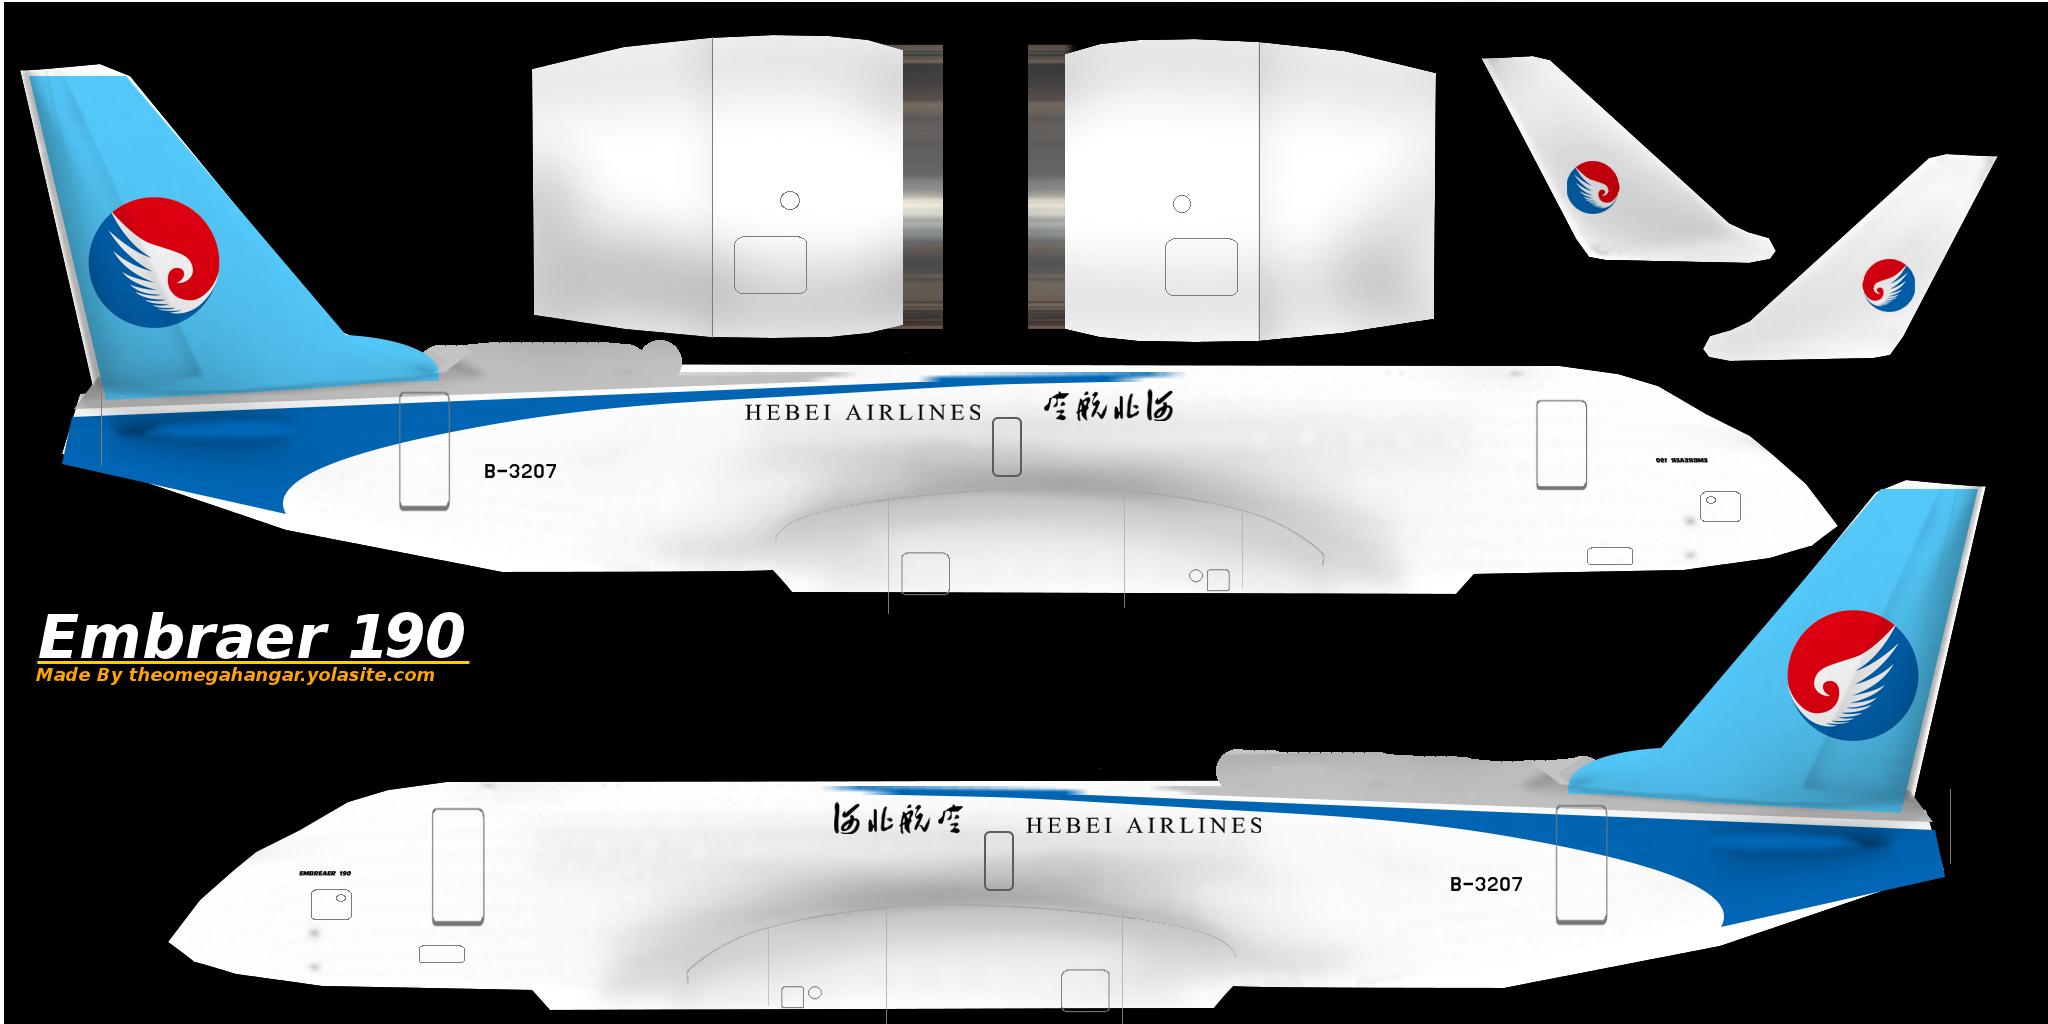 HEBEI AIRLINES 空航北河
B-3207
EMBRAER 190
Embraer 190
Made By theomegahangar.yolasite.com
河北航空 HEBEI AIRLINES
EMBREAER 190
B-3207